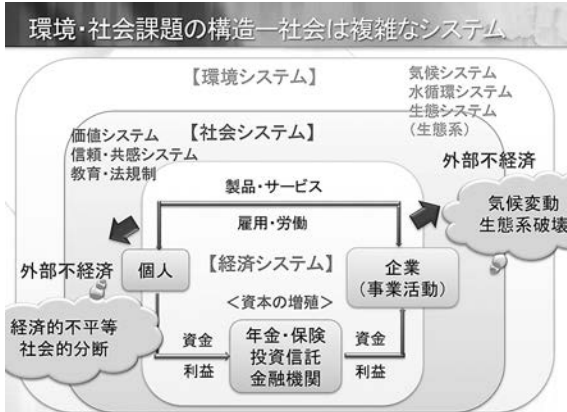 環境・社会課題の構造―社会は複雑なシステム
【環境システム】
気候システム
水循環システム
生態システム
(生態系)
【社会システム】
価値システム
信頼・共感システム
教育・法規制
外部不経済
製品・サービス
気候変動
生態系破壊
雇用・労働
【経済システム】
個人
企業
(事業活動)
外部不経済
<資本の増殖>
経済的不平等
社会的分断
資金
利益
年金・保険
投資信託
金融機関
資金
利益